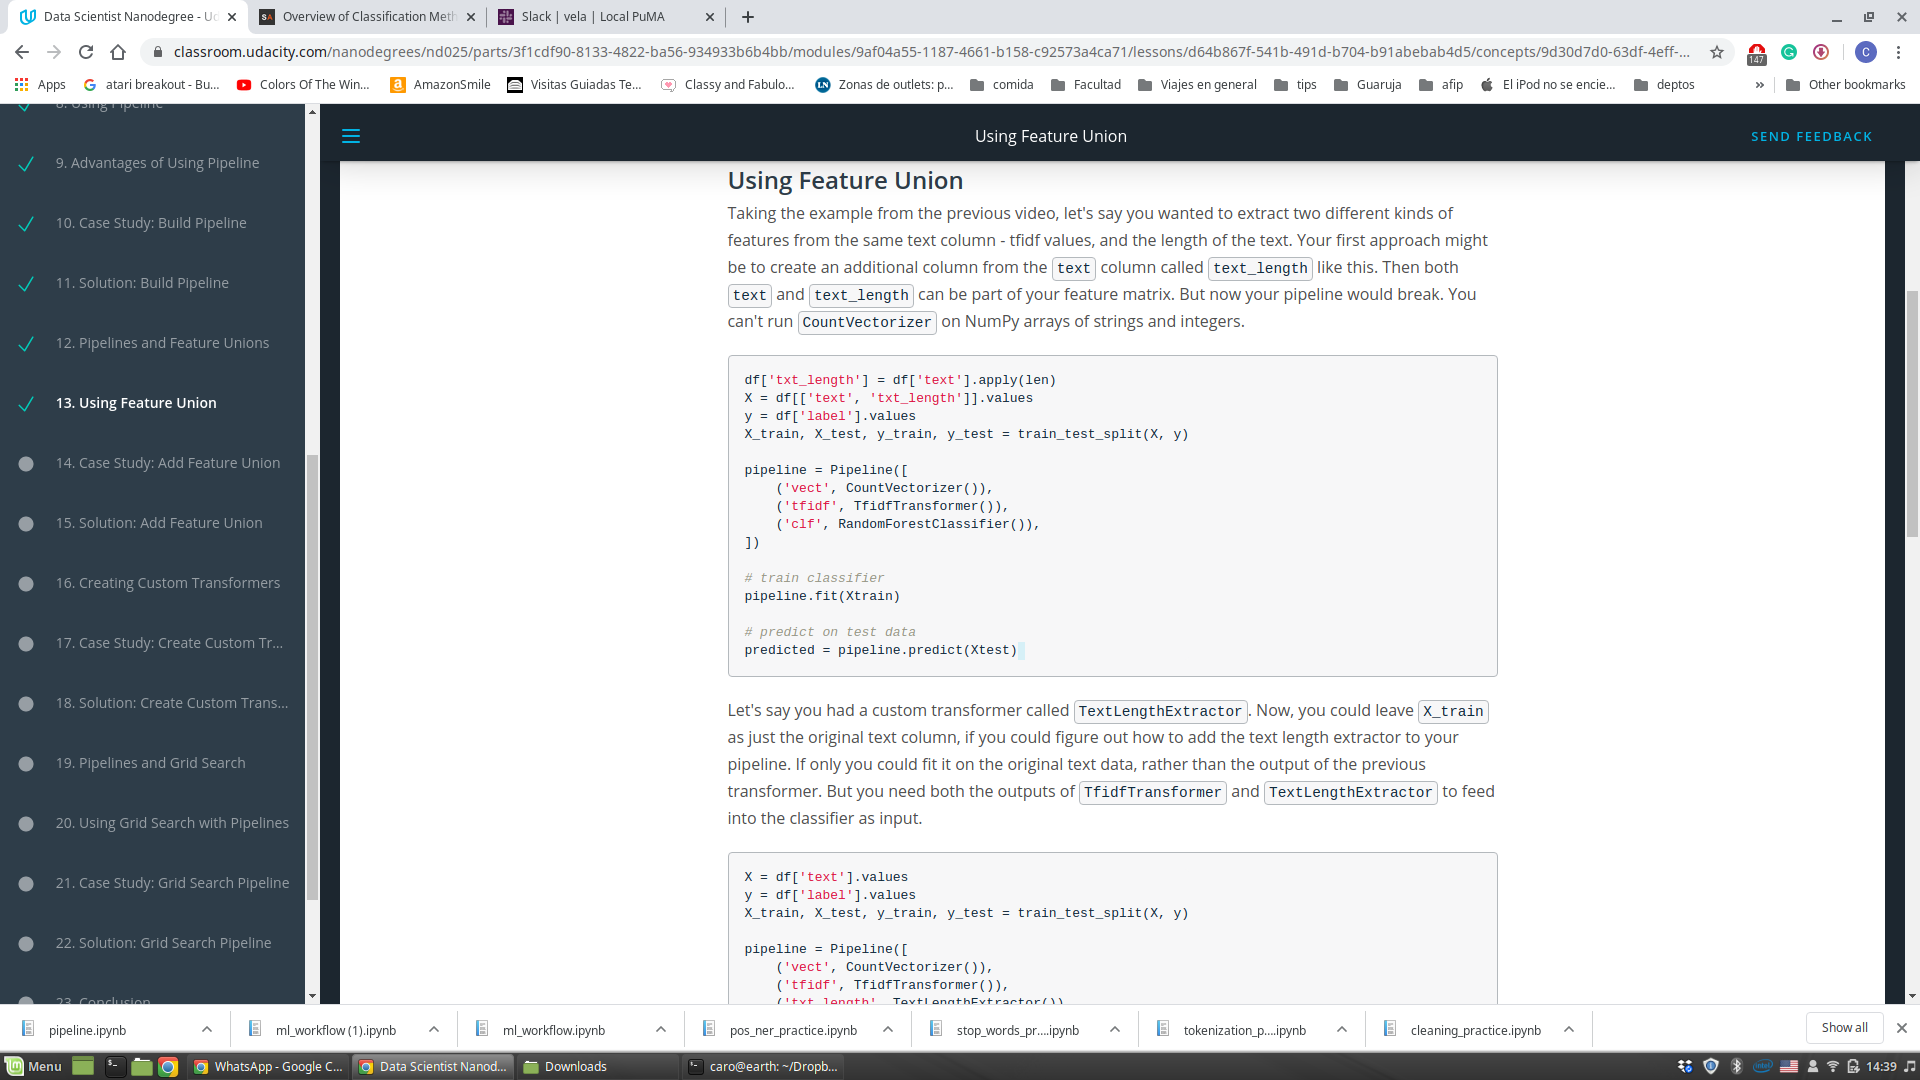 Data Scientist Nanodegree - Ud
Overview of Classification Meth
Slack | vela | Local PuMA
classroom.udacity.com/nanodegrees/nd025/parts/3f1cdf90-8133-4822-ba56-934933b6b4bb/modules/9af04a55-1187-4661-b158-c92573a4ca71/lessons/d64b867f-541b-491d-b704-b91abebab4d5/concepts/9d30d7d0-63df-4eff-...
147
C
Apps
atari breakout - Bu...
Colors Of The Win...
AmazonSmile
Visitas Guiadas Te...
Classy and Fabulo...
Zonas de outlets: p...
comida
Facultad
Viajes en general
tips
Guaruja
afip
El iPod no se encie...
deptos
»
Other bookmarks
8. Using Pipeline
9. Advantages of Using Pipeline
10. Case Study: Build Pipeline
11. Solution: Build Pipeline
12. Pipelines and Feature Unions
13. Using Feature Union
14. Case Study: Add Feature Union
15. Solution: Add Feature Union
16. Creating Custom Transformers
17. Case Study: Create Custom Tr...
18. Solution: Create Custom Trans...
19. Pipelines and Grid Search
20. Using Grid Search with Pipelines
21. Case Study: Grid Search Pipeline
22. Solution: Grid Search Pipeline
23. Conclusion
Using Feature Union
SEND FEEDBACK
Using Feature Union
Taking the example from the previous video, let's say you wanted to extract two different kinds of
features from the same text column - tfidf values, and the length of the text. Your first approach might
be to create an additional column from the text column called text_length like this. Then both
text and text_length can be part of your feature matrix. But now your pipeline would break. You
can't run CountVectorizer on NumPy arrays of strings and integers.
df['txt_length'] = df['text'].apply(len)
X = df[['text', 'txt_length']].values
y = df['label'].values
X_train, X_test, y_train, y_test = train_test_split(X, y)
pipeline = Pipeline([
('vect', CountVectorizer()),
('tfidf', TfidfTransformer()),
('clf', RandomForestClassifier()),
])
# train classifier
pipeline.fit(Xtrain)
# predict on test data
predicted = pipeline.predict(Xtest)
Let's say you had a custom transformer called TextLengthExtractor. Now, you could leave X_train
as just the original text column, if you could figure out how to add the text length extractor to your
pipeline. If only you could fit it on the original text data, rather than the output of the previous
transformer. But you need both the outputs of TfidfTransformer and TextLengthExtractor to feed
into the classifier as input.
X = df['text'].values
y = df['label'].values
X_train, X_test, y_train, y_test = train_test_split(X, y)
pipeline = Pipeline([
('vect', CountVectorizer()),
('tfidf', TfidfTransformer()),
('txt_length', TextLengthExtractor())
pipeline.ipynb
ml_workflow (1).ipynb
ml_workflow.ipynb
pos_ner_practice.ipynb
stop_words_pr....ipynb
tokenization_p....ipynb
cleaning_practice.ipynb
Show all
Menu
WhatsApp - Google C...
Data Scientist Nanod...
Downloads
caro@earth: ~/Dropb...
14:39